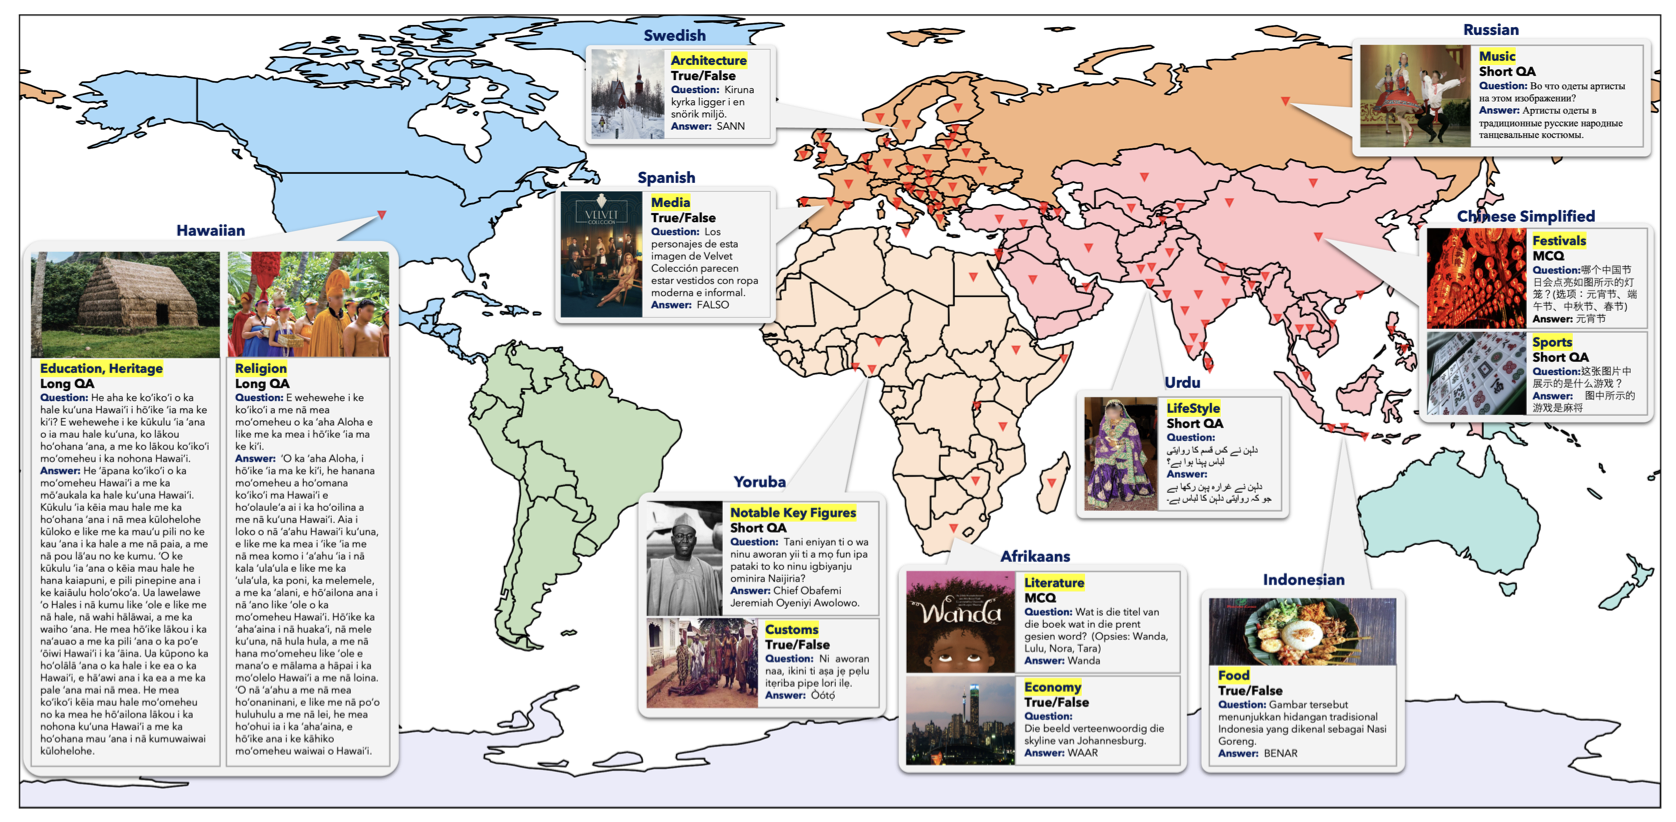 Swedish
Architecture
True/False
Question: Kiruna
kyrka ligger i en
snörik miljö.
Answer: SANN
Russian
Music
Short QA
Question: Во что одеты артисты
на этом изображении?
Answer: Артисты одеты в
традиционные русские народные
танцевальные костюмы.
Spanish
VELVET
COLECCIÓN
Media
True/False
Question: Los
personajes de esta
imagen de Velvet
Colección parecen
estar vestidos con ropa
moderna e informal.
Answer: FALSO
Hawaiian
Education, Heritage
Long QA
Question: He aha ke koʻikoʻi o ka
hale kuʻuna Hawaiʻi i hōʻike ʻia ma ke
kiʻi? E wehewehe i ke kūkulu ʻia ʻana
o ia mau hale kuʻuna, ko lākou
hoʻohana ʻana, a me ko lākou koʻikoʻi
moʻomeheu i ka nohona Hawaiʻi.
Answer: He ʻāpana koʻikoʻi o ka
moʻomeheu Hawaiʻi a me ka
mōʻaukala ka hale kuʻuna Hawaiʻi.
Kūkulu ʻia kēia mau hale me ka
hoʻohana ʻana i nā mea kūlohelohe
kūloko e like me ka mauʻu pili no ke
kau ʻana i ka hale a me nā paia, a me
nā pou lāʻau no ke kumu. ʻO ke
kūkulu ʻia ʻana o kēia mau hale he
hana kaiapuni, e pili pinepine ana i
ke kaiāulu holoʻokoʻa. Ua lawelawe
ʻo Hales i nā kumu like ʻole e like me
nā hale, nā wahi hālāwai, a me ka
waiho ʻana. He mea hōʻike lākou i ka
naʻauao a me ka pili ʻana o ka poʻe
ʻōiwi Hawaiʻi i ka ʻāina. Ua kūpono ka
hoʻolālā ʻana o ka hale i ke ea o ka
Hawaiʻi, e hāʻawi ana i ka ea a me ka
pale ʻana mai nā mea. He mea
koʻikoʻi kēia mau hale moʻomeheu
no ka mea he hōʻailona lākou i ka
nohona kuʻuna Hawaiʻi a me ka
hoʻohana mau ʻana i nā kumuwaiwai
kūlohelohe.
Religion
Long QA
Question: E wehewehe i ke
koʻikoʻi a me nā mea
moʻomeheu o ka ʻaha Aloha e
like me ka mea i hōʻike ʻia ma
ke kiʻi.
Answer: ʻO ka ʻaha Aloha, i
hōʻike ʻia ma ke kiʻi, he hanana
moʻomeheu a hoʻomana
koʻikoʻi ma Hawaiʻi e
hoʻolauleʻa ai i ka hoʻoilina a
me nā kuʻuna Hawaiʻi. Aia i
loko o nā ʻaʻahu Hawaiʻi kuʻuna,
e like me ka mea i ʻike ʻia me
nā mea komo i ʻaʻahu ʻia i nā
kala ʻulaʻula e like me ka
ʻulaʻula, ka poni, ka melemele,
a me ka ʻalani, e hōʻailona ana i
nā ʻano like ʻole o ka
moʻomeheu Hawaiʻi. Hōʻike ka
ʻahaʻaina i nā huakaʻi, nā mele
kuʻuna, nā hula hula, a me nā
hana moʻomeheu like ʻole e
manaʻo e mālama a hāpai i ka
moʻolelo Hawaiʻi a me nā loina.
ʻO nā ʻaʻahu a me nā mea
hoʻonaninani, e like me nā poʻo
huluhulu a me nā lei, he mea
hoʻohui ia i ka ʻahaʻaina, e
hōʻike ana i ke kāhiko
moʻomeheu waiwai o Hawaiʻi.
Chinese Simplified
Festivals
MCQ
Question:哪个中国节
日会点亮如图所示的灯
笼？(选项：元宵节、端
午节、中秋节、春节)
Answer: 元宵节
Sports
Short QA
Question:这张图片中
展示的是什么游戏？
Answer: 图中所示的
游戏是麻将
Urdu
LifeStyle
Short QA
Question:
دلہن نے کس قسم کا روایتی
لباس پہنا ہوا ہے؟
Answer:
دلہن نے غرارہ پہن رکھا ہے
جو کہ روایتی دلہن کا لباس ہے۔
Yoruba
Notable Key Figures
Short QA
Question: Tani eniyan ti o wa
ninu aworan yii ti a mọ fun ipa
pataki to ko ninu igbiyanju
ominira Naijiria?
Answer: Chief Obafemi
Jeremiah Oyeniyi Awolowo.
Customs
True/False
Question: Ni aworan
naa, ikini ti aṣa jẹ pẹlu
itẹriba pipe lori ilẹ.
Answer: Òótọ́
Afrikaans
Wanda
Literature
MCQ
Question: Wat is die titel van
die boek wat in die prent
gesien word? (Opsies: Wanda,
Lulu, Nora, Tara)
Answer: Wanda
Economy
True/False
Question:
Die beeld verteenwoordig die
skyline van Johannesburg.
Answer: WAAR
Indonesian
Food
True/False
Question: Gambar tersebut
menunjukkan hidangan tradisional
Indonesia yang dikenal sebagai Nasi
Goreng.
Answer: BENAR